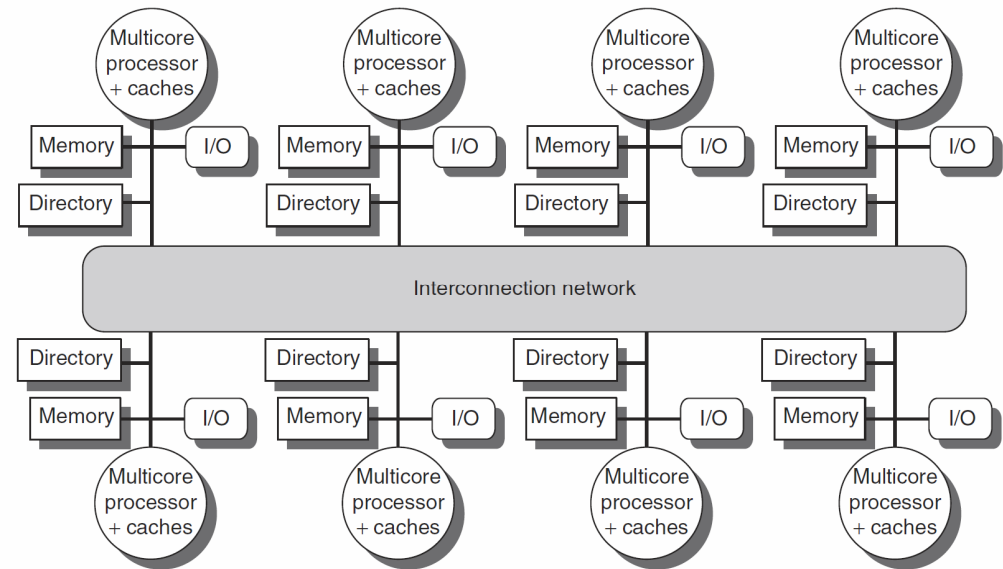 Multicore
processor
+ caches
Multicore
processor
+ caches
Multicore
processor
+ caches
Multicore
processor
+ caches
Memory
I/O
Memory
I/O
Memory
I/O
Memory
I/O
Directory
Directory
Directory
Directory
Interconnection network
Directory
Directory
Directory
Directory
Memory
I/O
Memory
I/O
Memory
I/O
Memory
I/O
Multicore
processor
+ caches
Multicore
processor
+ caches
Multicore
processor
+ caches
Multicore
processor
+ caches